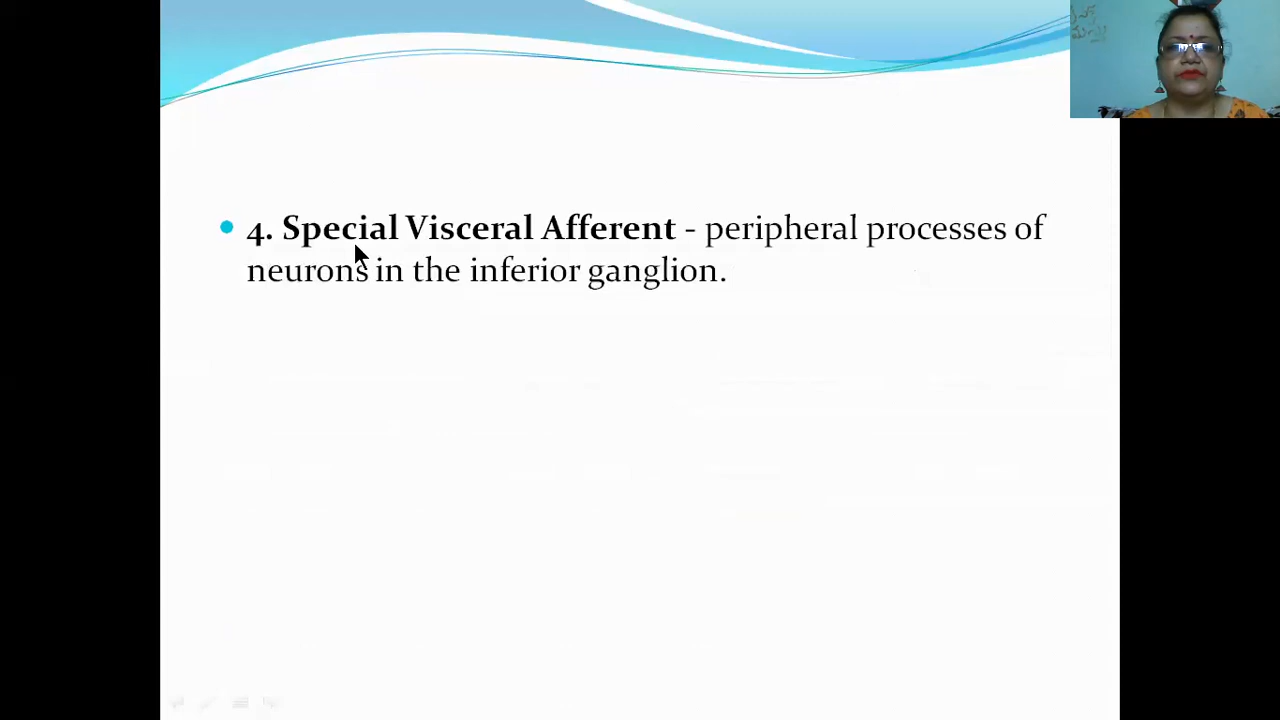 4. Special Visceral Afferent - peripheral processes of
neurons in the inferior ganglion.